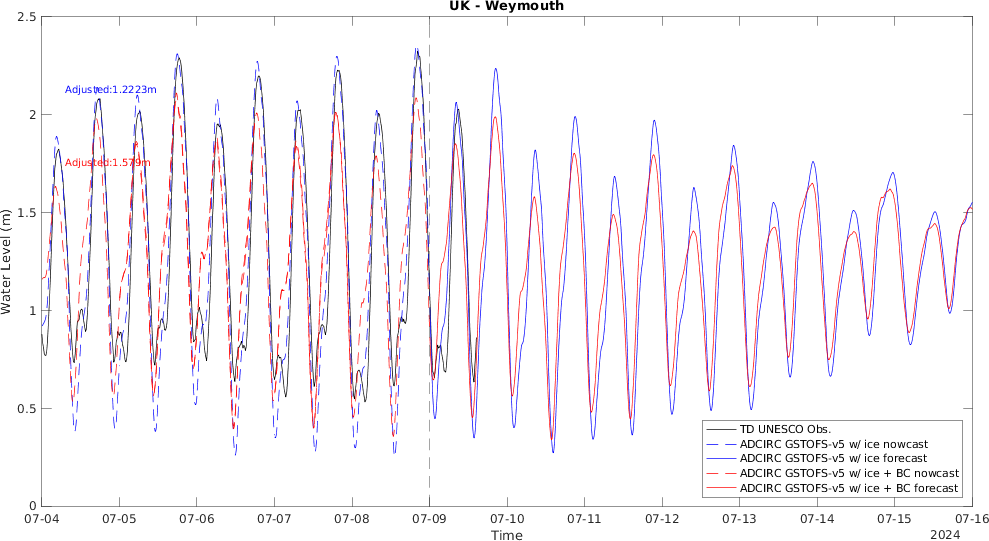 UK - Weymouth
2.5
2
1.5
1
0.5
0
Water Level (m)
Adjusted:1.2223m
Adjusted:1.579m
TD UNESCO Obs.
ADCIRC GSTOFS-v5 w/ ice nowcast
ADCIRC GSTOFS-v5 w/ ice forecast
ADCIRC GSTOFS-v5 w/ ice + BC nowcast
ADCIRC GSTOFS-v5 w/ ice + BC forecast
07-04 07-05 07-06 07-07 07-08 07-09 07-10 07-11 07-12 07-13 07-14 07-15 07-16
Time
2024